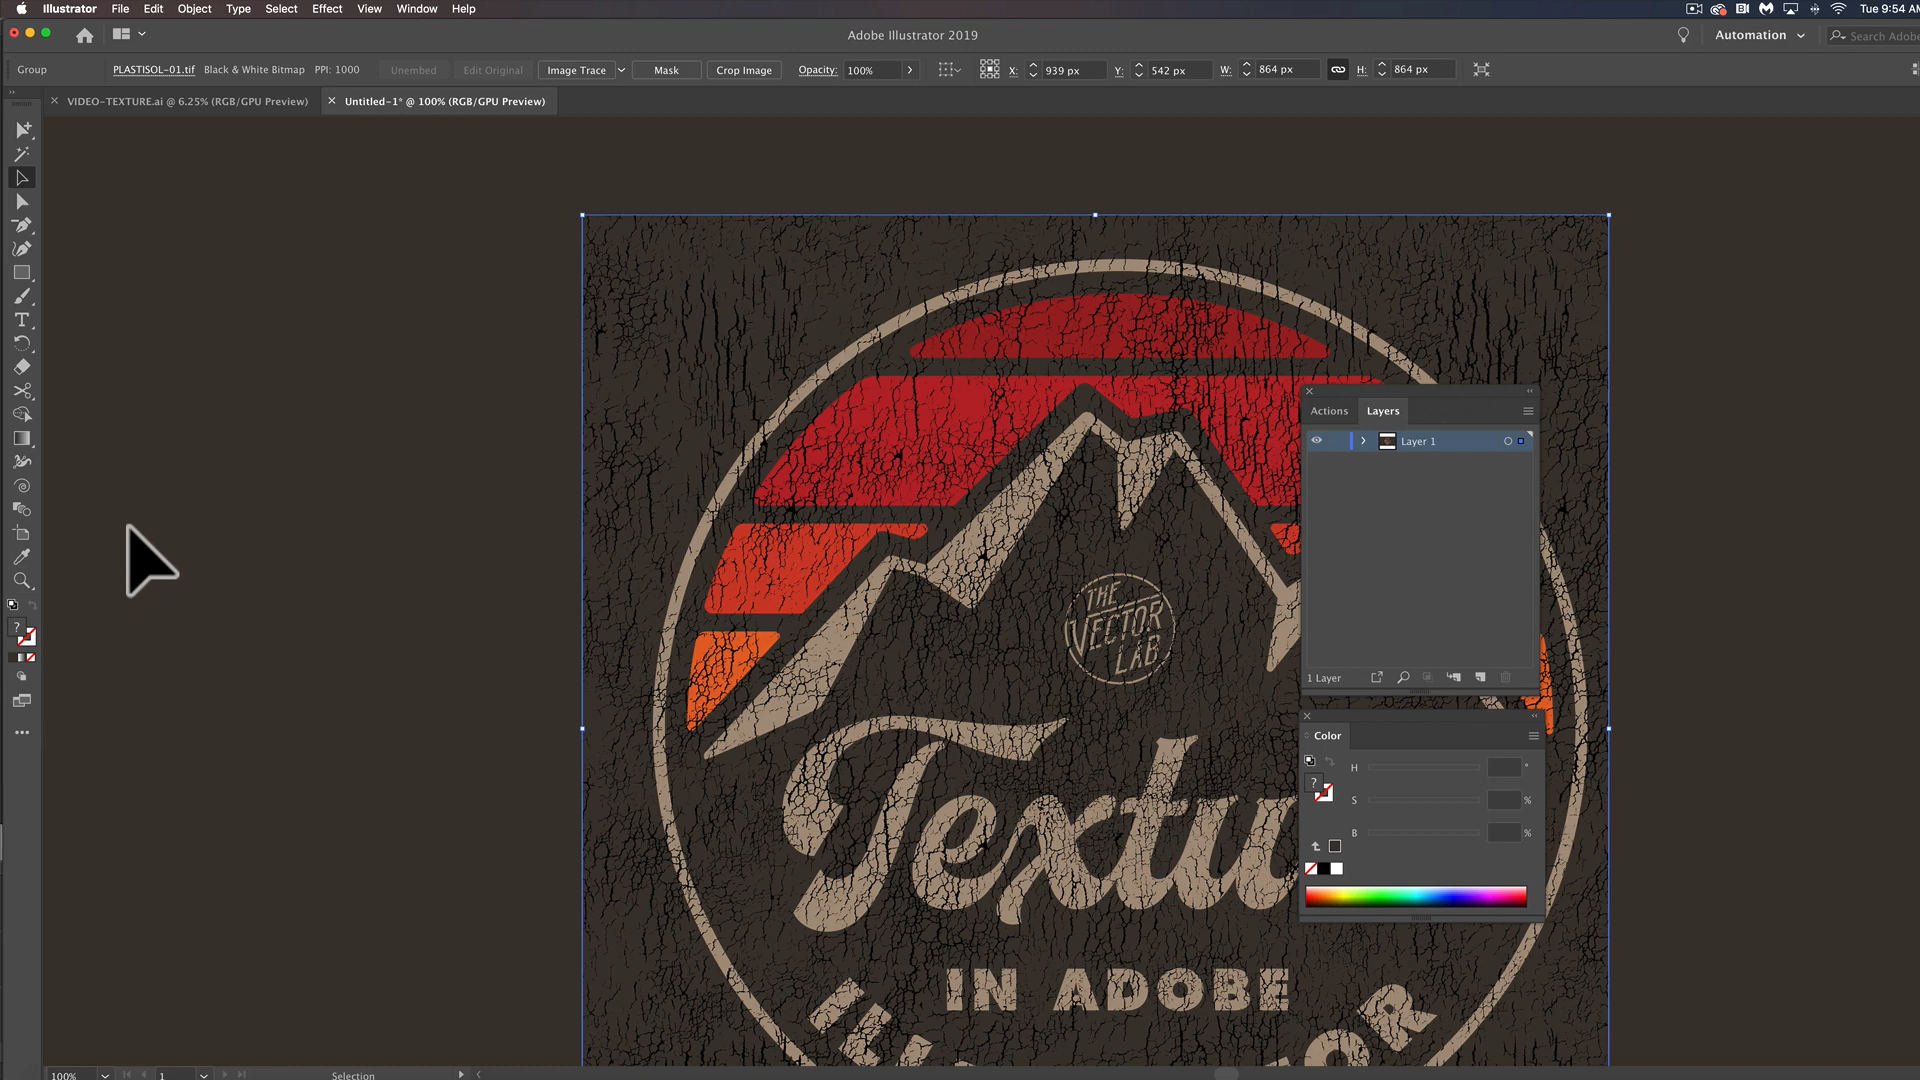 Illustrator File Edit Object Type Select Effect View Window Help
Tue 9:54 AM
Adobe Illustrator 2019
Automation
Search Adobe
Group
PLASTISOL-01.tif Black & White Bitmap PPI: 1000 Unembed Edit Original Image Trace Mask Crop Image Opacity: 100% X: 939 px Y: 542 px W: 864 px H: 864 px
VIDEO-TEXTURE.ai @ 6.25% (RGB/GPU Preview) Untitled-1* @ 100% (RGB/GPU Preview)
Actions Layers
Layer 1
1 Layer
Color
H °
S %
B %
?
?
THE
VECTOR
LAB
Textu
IN ADOBE
100% 1 Selection